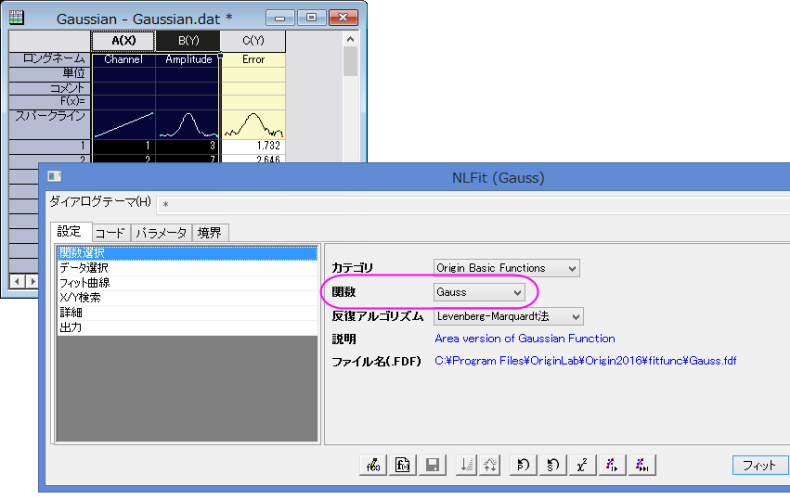 Gaussian - Gaussian.dat *
A(X) B(Y) C(Y)
ロングネーム Channel Amplitude Error
単位
コメント
F(x)=
スパークライン
1 1 3 1.732
2 2 7 2.646
NLFit (Gauss)
ダイアログテーマ(H) *
設定 コード パラメータ 境界
関数選択
データ選択
フィット曲線
X/Y検索
詳細
出力
カテゴリ Origin Basic Functions
関数 Gauss
反復アルゴリズム Levenberg-Marquardt法
説明 Area version of Gaussian Function
ファイル名(.FDF) C:¥Program Files¥OriginLab¥Origin2016¥fitfunc¥Gauss.fdf
フィット